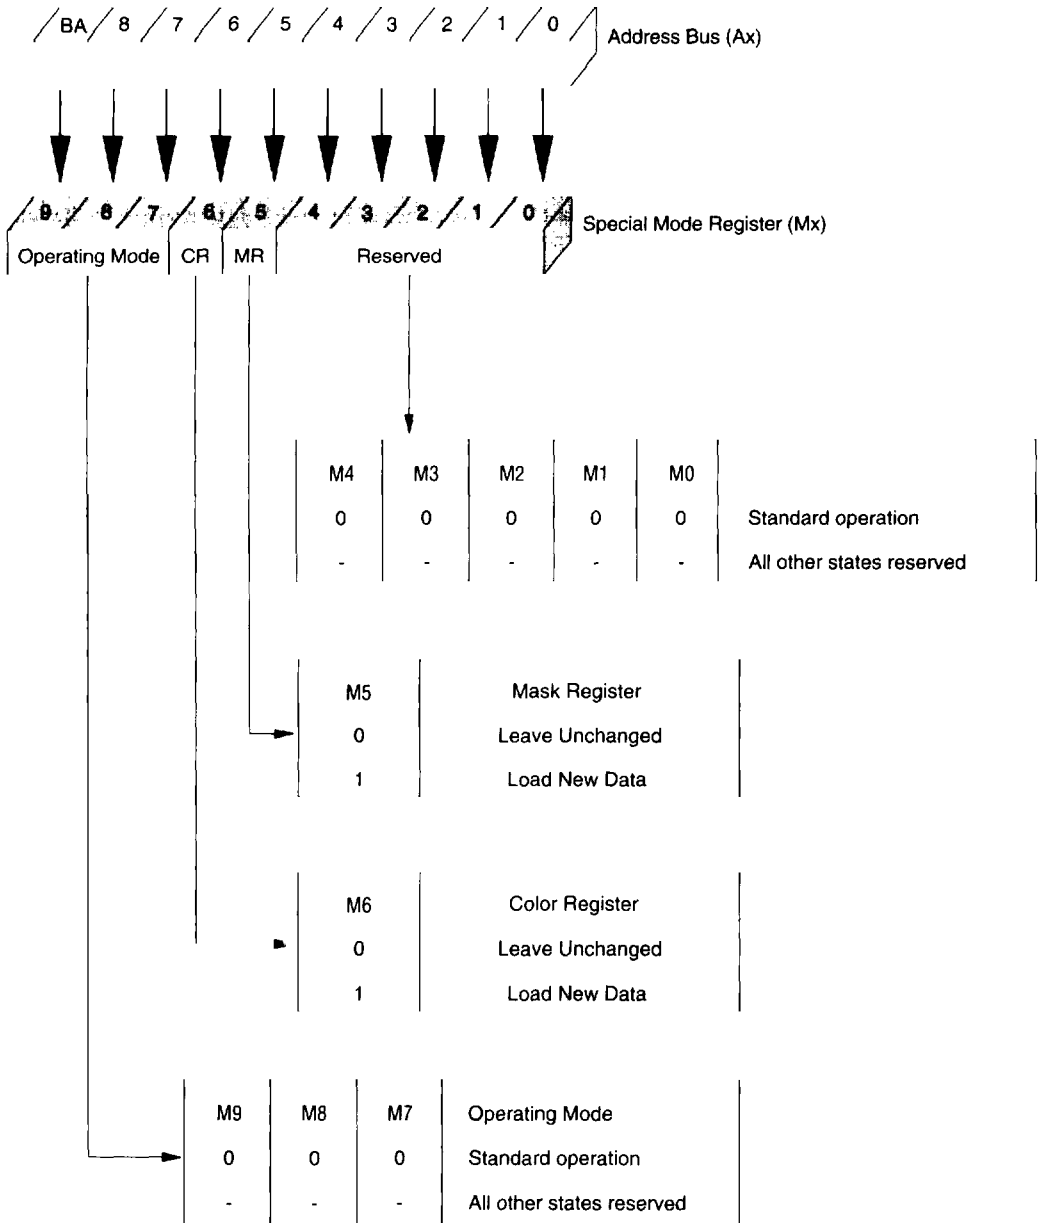 BA 8 7 6 5 4 3 2 1 0 Address Bus (Ax)
9 8 7 6 5 4 3 2 1 0 Special Mode Register (Mx)
Operating Mode CR MR Reserved
M4 M3 M2 M1 M0
0 0 0 0 0 Standard operation
- - - - - All other states reserved
M5 Mask Register
0 Leave Unchanged
1 Load New Data
M6 Color Register
0 Leave Unchanged
1 Load New Data
M9 M8 M7 Operating Mode
0 0 0 Standard operation
- - - All other states reserved